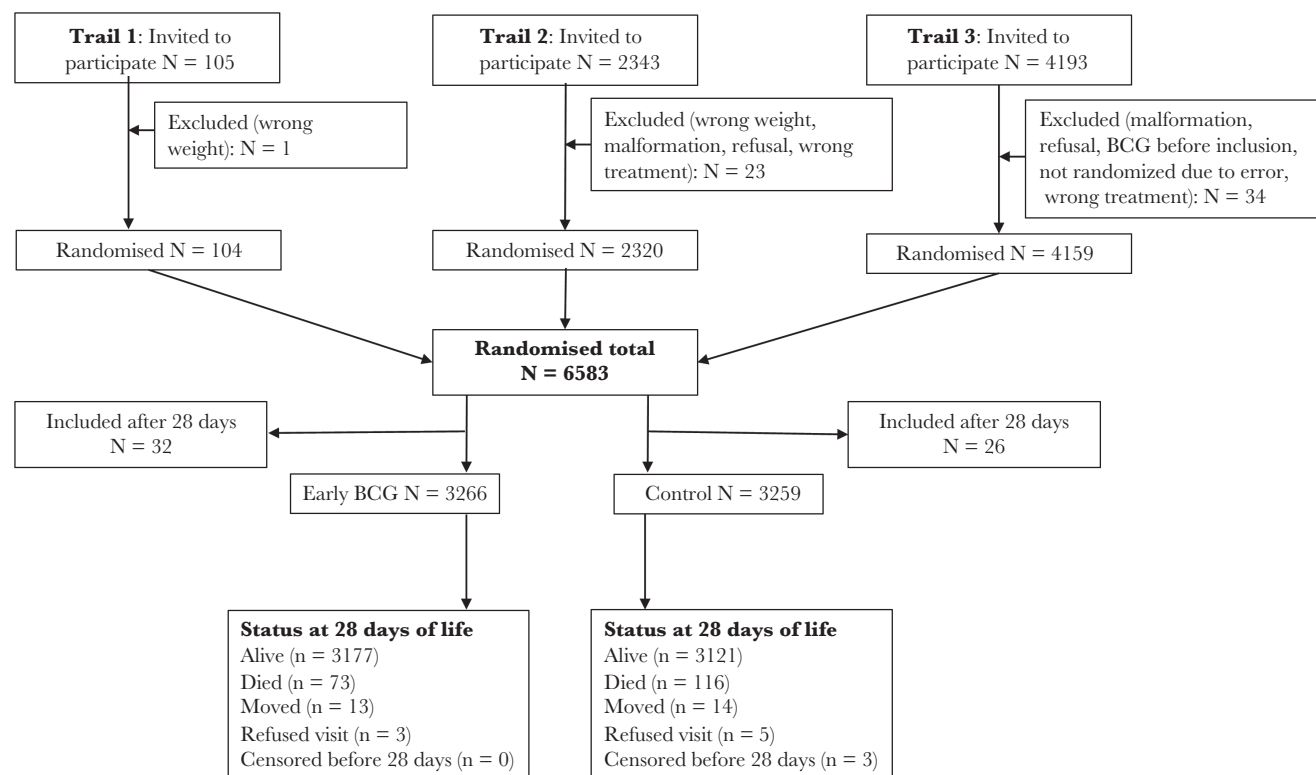 Trail 1: Invited to
participate N = 105
Trail 2: Invited to
participate N = 2343
Trail 3: Invited to
participate N = 4193
Excluded (wrong
weight): N = 1
Excluded (wrong weight,
malformation, refusal, wrong
treatment): N = 23
Excluded (malformation,
refusal, BCG before inclusion,
not randomized due to error,
wrong treatment): N = 34
Randomised N = 104
Randomised N = 2320
Randomised N = 4159
Randomised total
N = 6583
Included after 28 days
N = 32
Included after 28 days
N = 26
Early BCG N = 3266
Control N = 3259
Status at 28 days of life
Alive (n = 3177)
Died (n = 73)
Moved (n = 13)
Refused visit (n = 3)
Censored before 28 days (n = 0)
Status at 28 days of life
Alive (n = 3121)
Died (n = 116)
Moved (n = 14)
Refused visit (n = 5)
Censored before 28 days (n = 3)